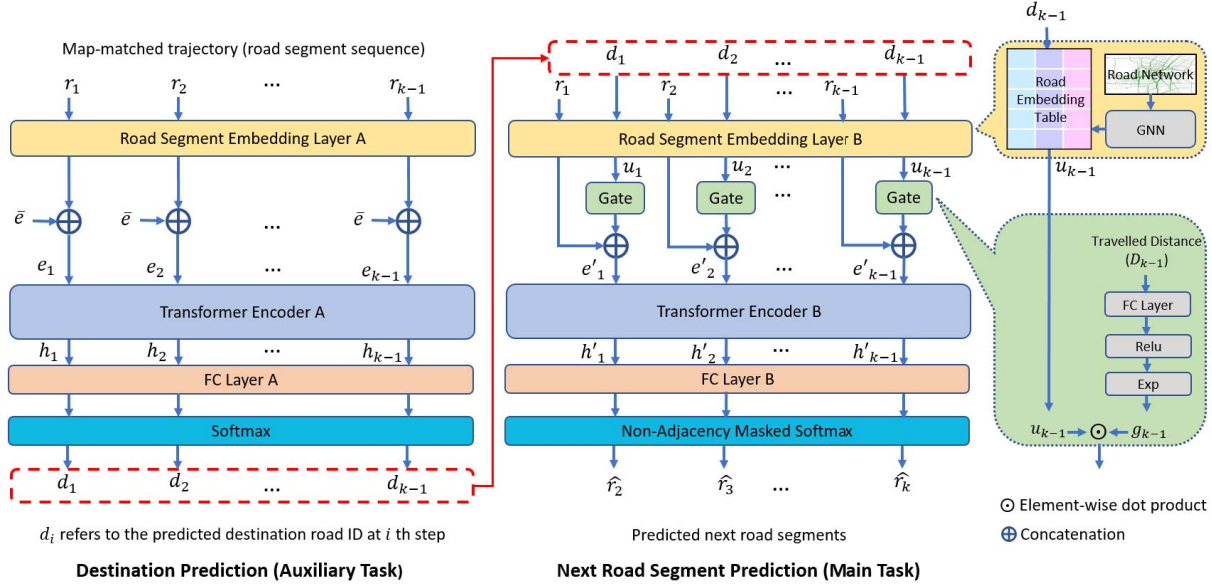 Map-matched trajectory (road segment sequence)
r₁ r₂ ... rₖ₋₁
Road Segment Embedding Layer A
ē ē ē
...
e₁ e₂ ... eₖ₋₁
Transformer Encoder A
h₁ h₂ ... hₖ₋₁
FC Layer A
Softmax
d₁ d₂ ... dₖ₋₁
dᵢ refers to the predicted destination road ID at i th step
Destination Prediction (Auxiliary Task)
d₁ d₂ ... dₖ₋₁
r₁ r₂ ... rₖ₋₁
Road Segment Embedding Layer B
u₁ u₂ ... uₖ₋₁
Gate Gate ... Gate
e'₁ e'₂ ... e'ₖ₋₁
Transformer Encoder B
h'₁ h'₂ ... h'ₖ₋₁
FC Layer B
Non-Adjacency Masked Softmax
r̂₂ r̂₃ ... r̂ₖ
Predicted next road segments
Next Road Segment Prediction (Main Task)
dₖ₋₁
Road
Embedding
Table
Road Network
GNN
uₖ₋₁
Travelled Distance
(Dₖ₋₁)
FC Layer
Relu
Exp
uₖ₋₁ ⊙ gₖ₋₁
⊙ Element-wise dot product
⊕ Concatenation